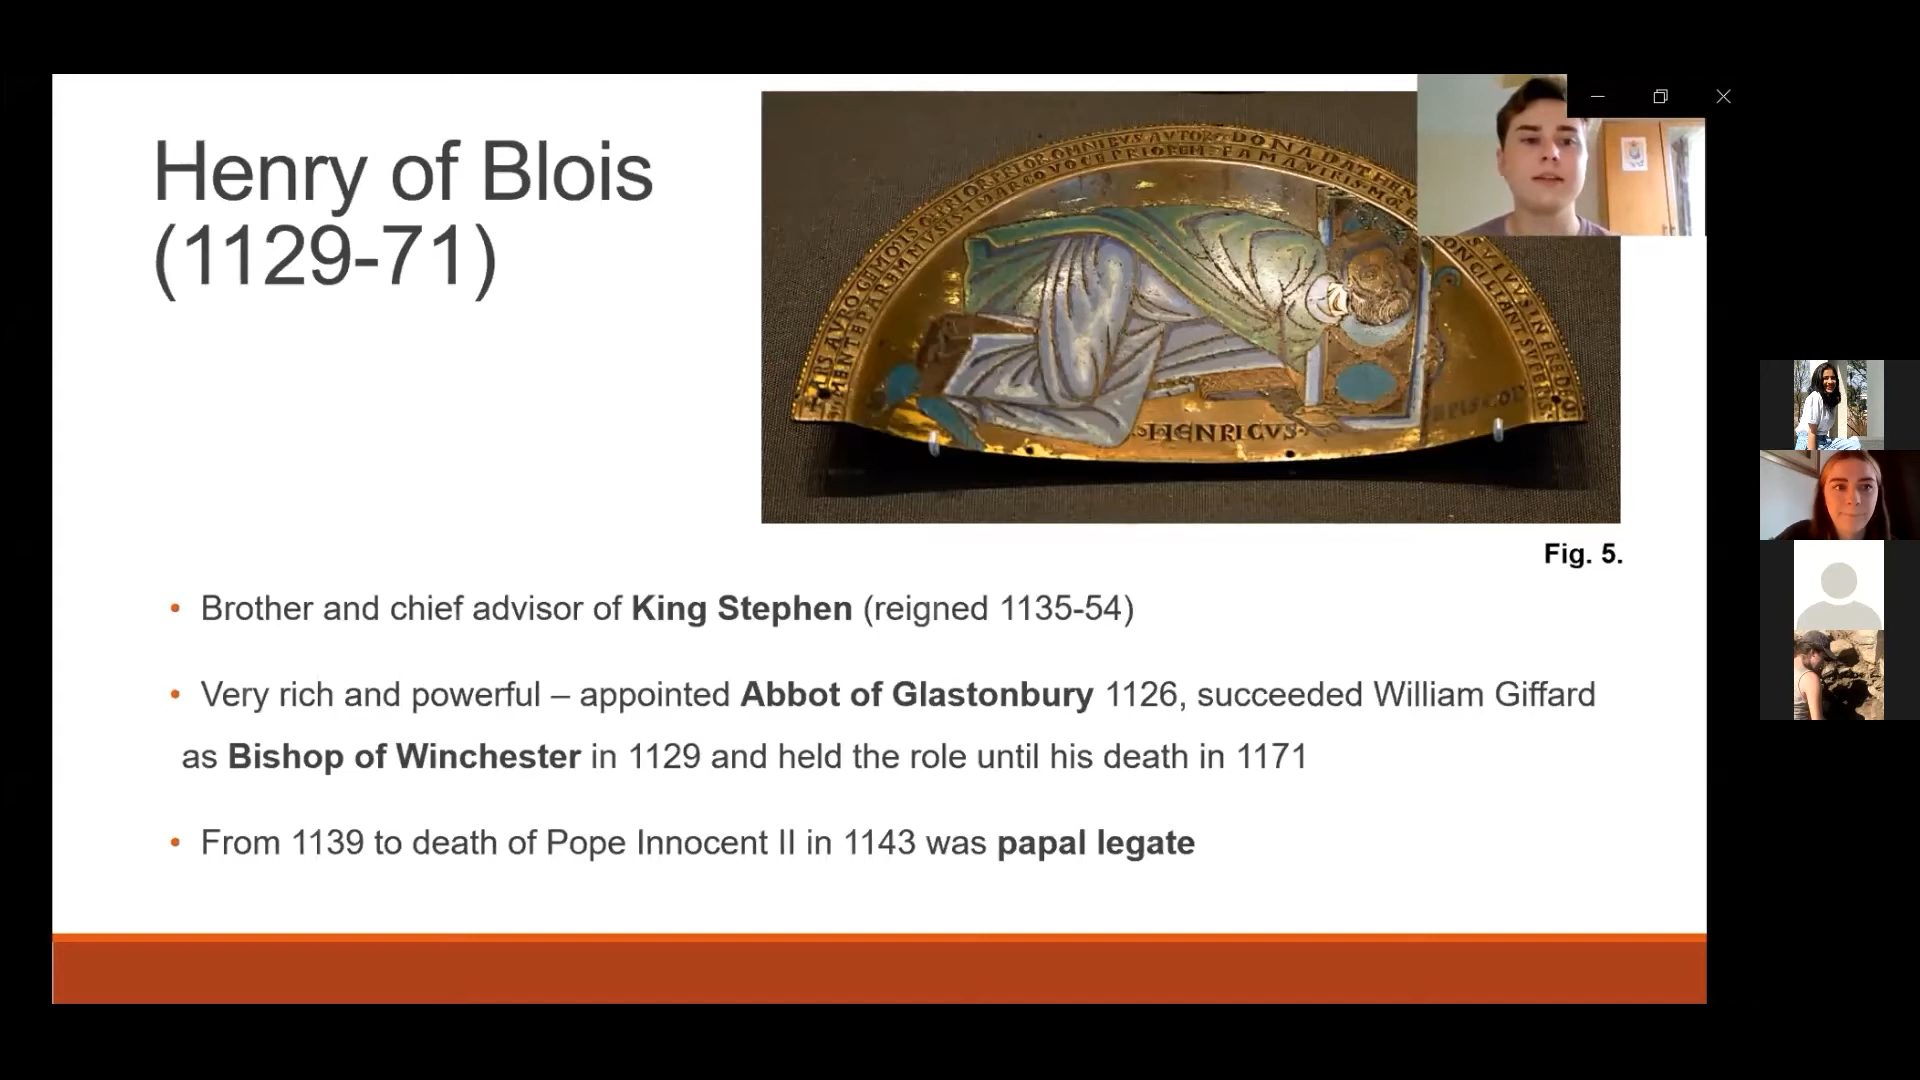 Henry of Blois
(1129-71)
HENRICVS
Fig. 5.
• Brother and chief advisor of King Stephen (reigned 1135-54)
• Very rich and powerful – appointed Abbot of Glastonbury 1126, succeeded William Giffard
as Bishop of Winchester in 1129 and held the role until his death in 1171
• From 1139 to death of Pope Innocent II in 1143 was papal legate